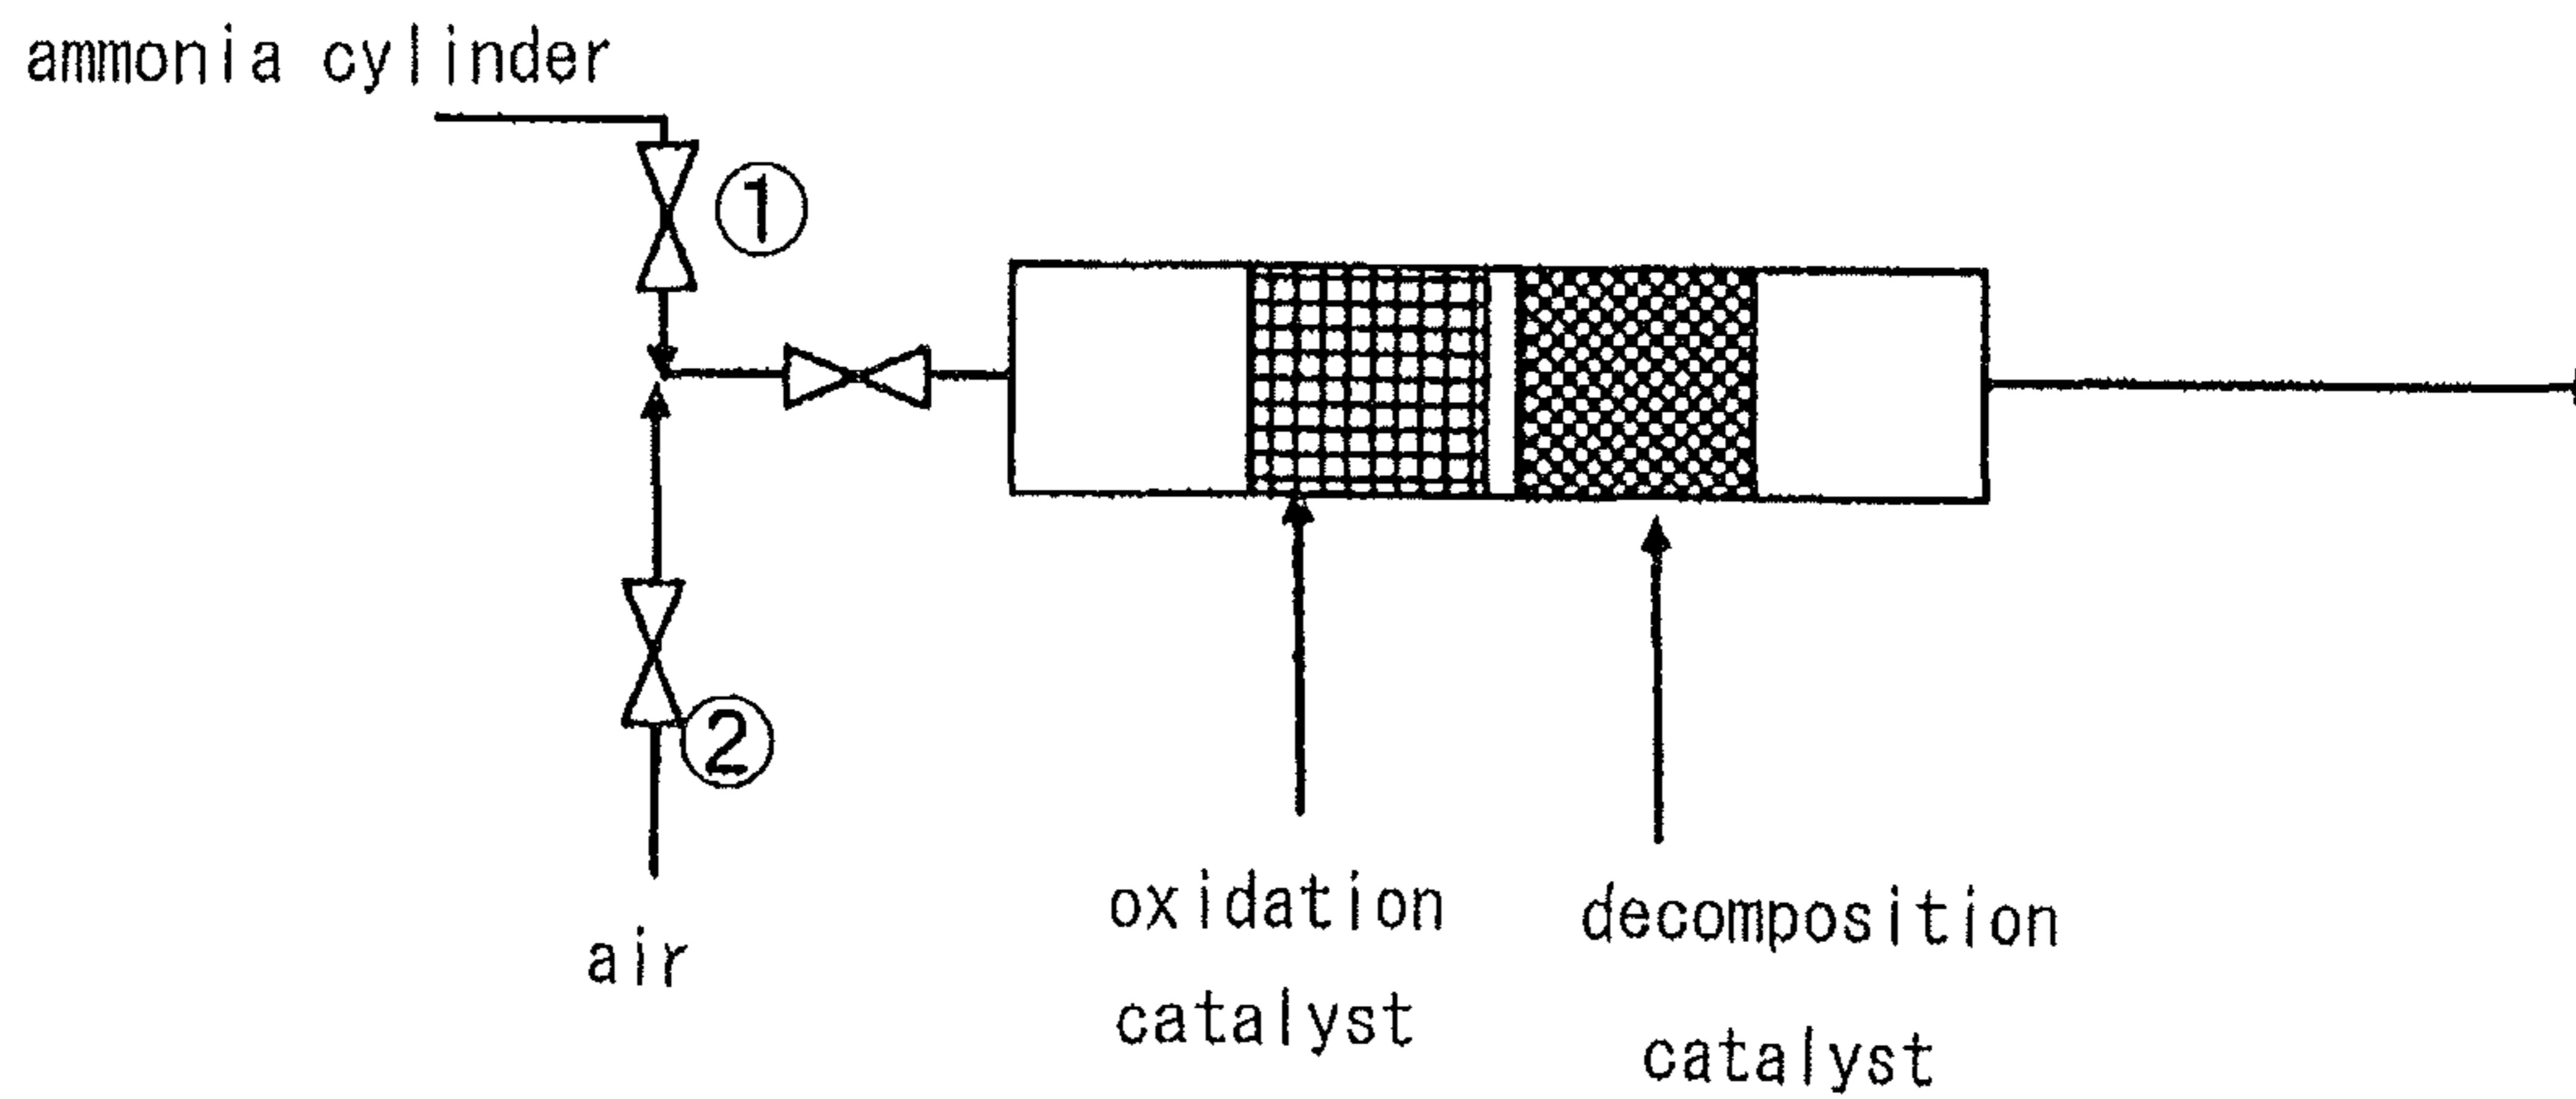 ammonia cylinder
①
②
air
oxidation
catalyst
decomposition
catalyst